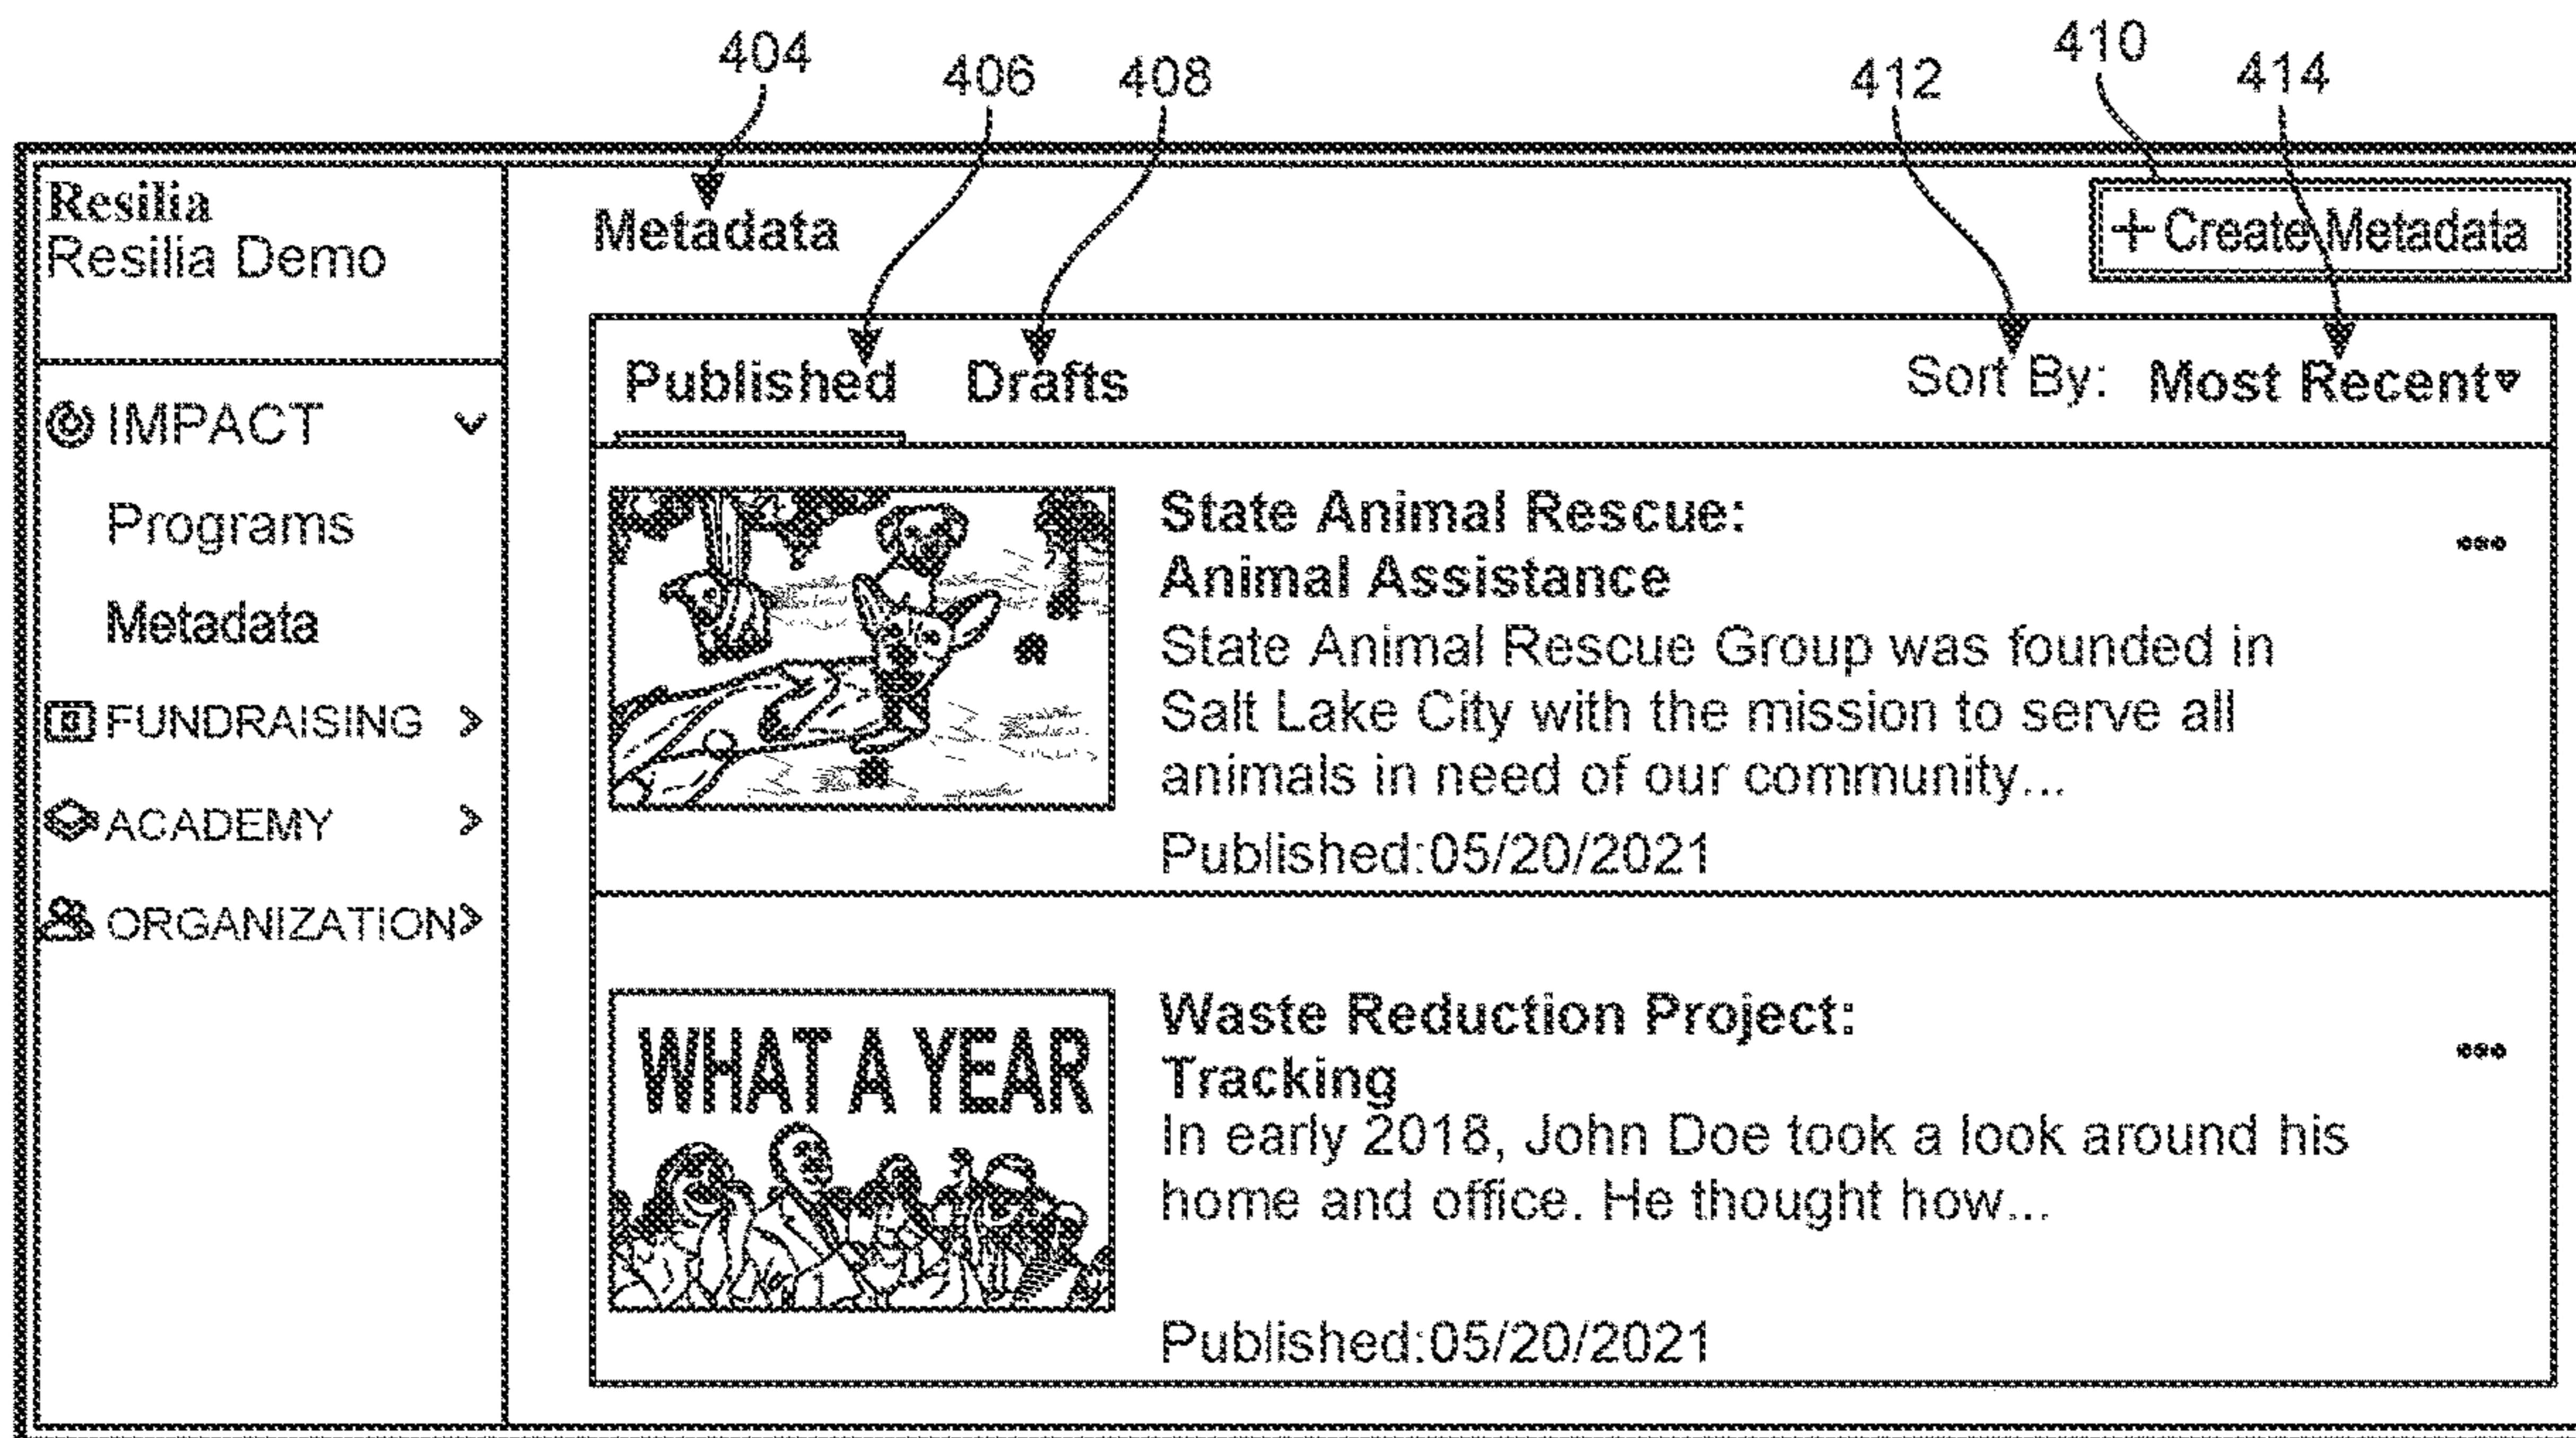 404
406
408
412
410
414
Resilia
Resilia Demo
Metadata
+ Create Metadata
IMPACT
Programs
Metadata
FUNDRAISING
ACADEMY
ORGANIZATION
Published Drafts Sort By: Most Recent
State Animal Rescue:
Animal Assistance
State Animal Rescue Group was founded in
Salt Lake City with the mission to serve all
animals in need of our community...
Published:05/20/2021
WHAT A YEAR
Waste Reduction Project:
Tracking
In early 2018, John Doe took a look around his
home and office. He thought how...
Published:05/20/2021